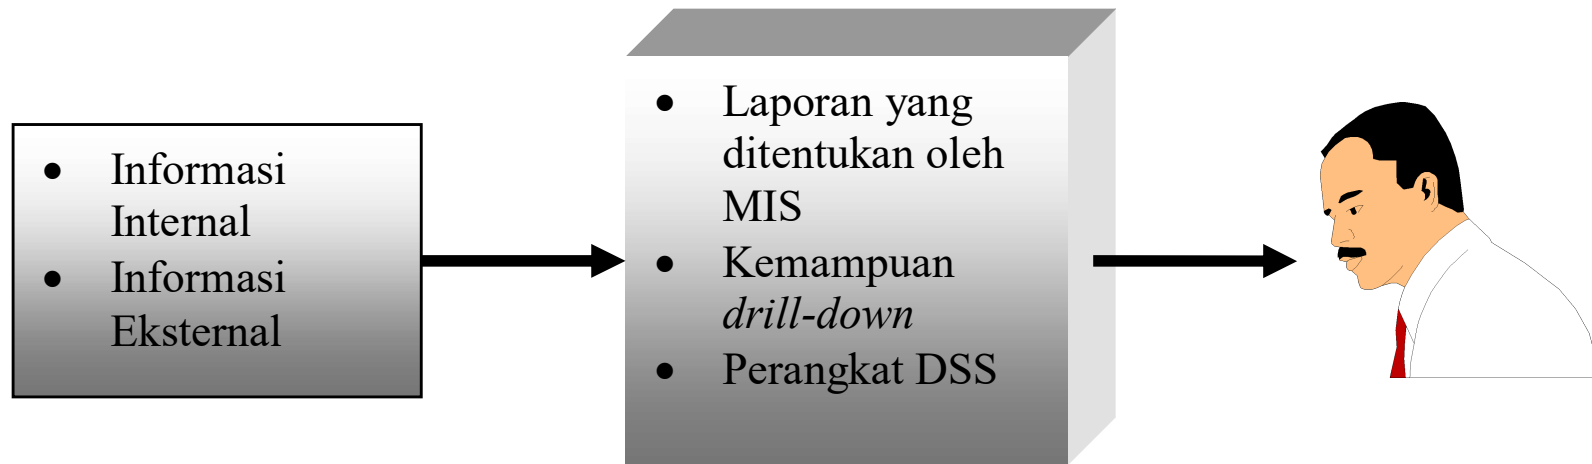 • Informasi
Internal
• Informasi
Eksternal
• Laporan yang
ditentukan oleh
MIS
• Kemampuan
drill-down
• Perangkat DSS